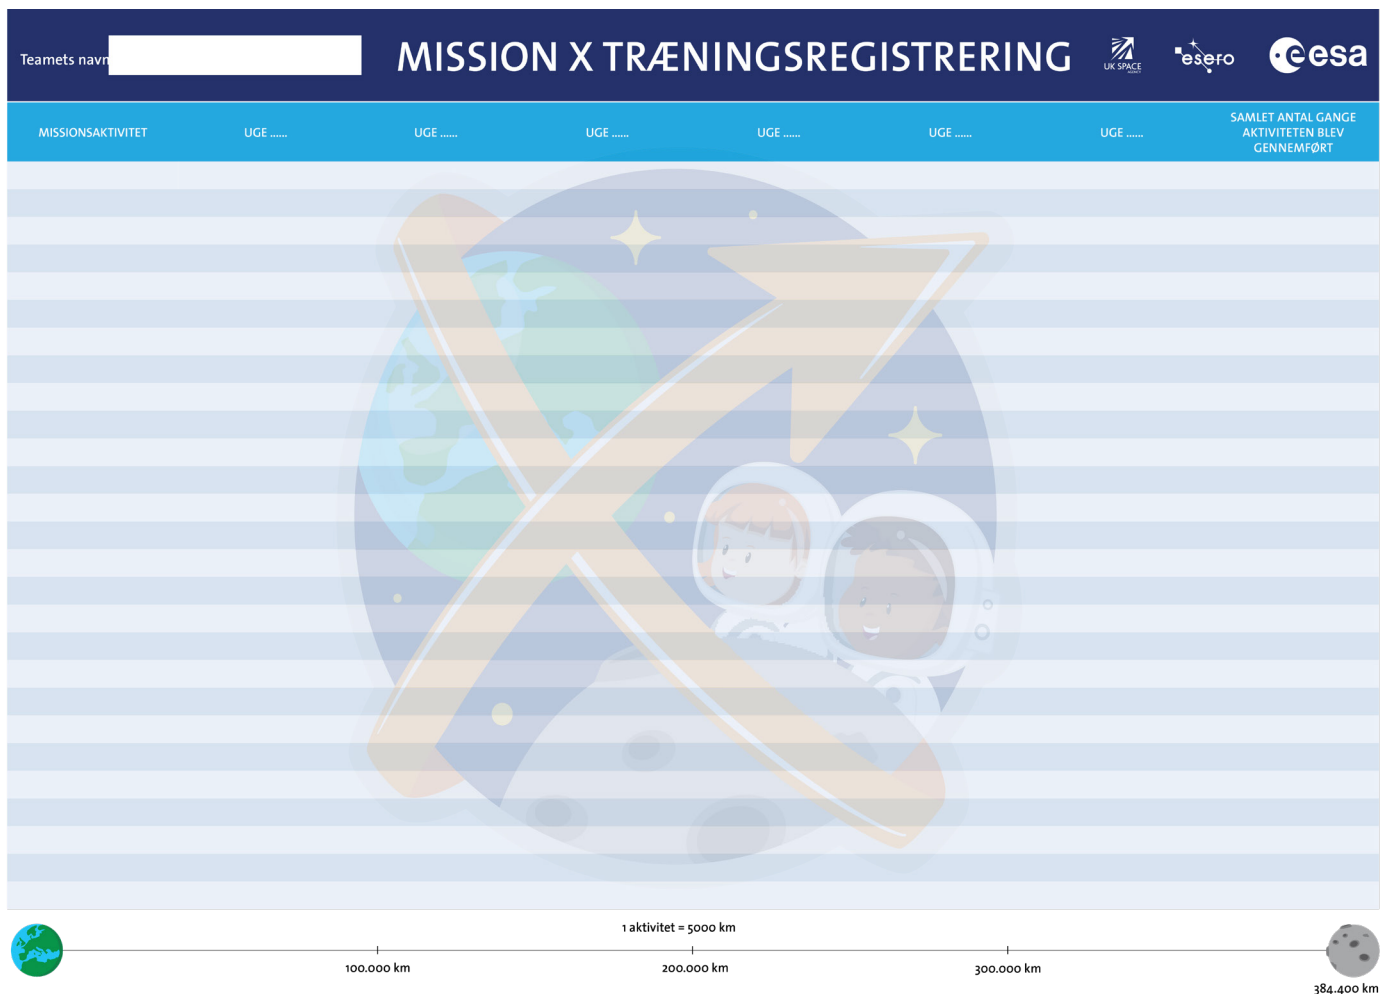 Teamets navn
MISSION X TRÆNINGSREGISTRERING
UK SPACE
AGENCY
esero
esa
MISSIONSAKTIVITET
UGE ......
UGE ......
UGE ......
UGE ......
UGE ......
UGE ......
SAMLET ANTAL GANGE
AKTIVITETEN BLEV
GENNEMFØRT
1 aktivitet = 5000 km
100.000 km
200.000 km
300.000 km
384.400 km